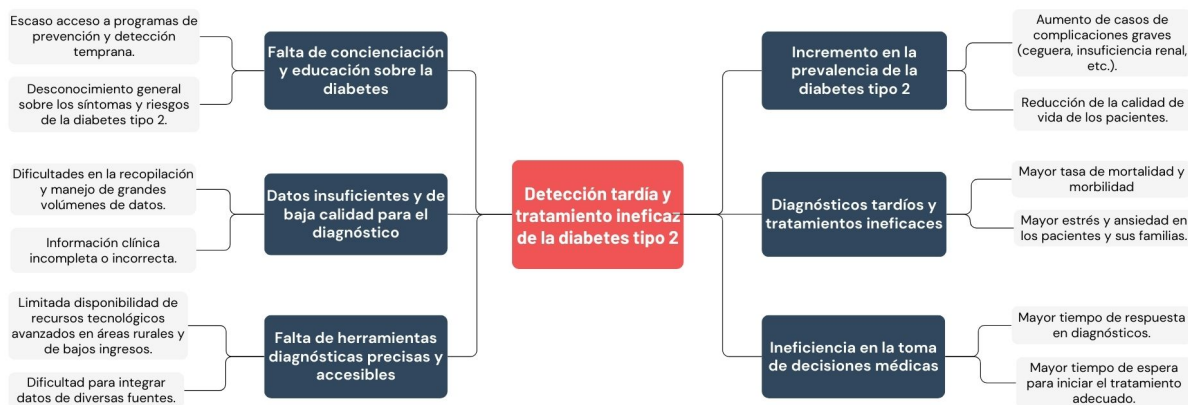 Escaso acceso a programas de
prevención y detección
temprana.
Desconocimiento general
sobre los síntomas y riesgos
de la diabetes tipo 2.
Falta de concienciación
y educación sobre la
diabetes
Dificultades en la recopilación
y manejo de grandes
volúmenes de datos.
Información clínica
incompleta o incorrecta.
Datos insuficientes y de
baja calidad para el
diagnóstico
Limitada disponibilidad de
recursos tecnológicos
avanzados en áreas rurales y
de bajos ingresos.
Dificultad para integrar
datos de diversas fuentes.
Falta de herramientas
diagnósticas precisas y
accesibles
Detección tardía y
tratamiento ineficaz
de la diabetes tipo 2
Incremento en la
prevalencia de la
diabetes tipo 2
Aumento de casos de
complicaciones graves
(ceguera, insuficiencia renal,
etc.).
Reducción de la calidad de
vida de los pacientes.
Diagnósticos tardíos y
tratamientos ineficaces
Mayor tasa de mortalidad y
morbilidad
Mayor estrés y ansiedad en
los pacientes y sus familias.
Ineficiencia en la toma
de decisiones médicas
Mayor tiempo de respuesta
en diagnósticos.
Mayor tiempo de espera
para iniciar el tratamiento
adecuado.